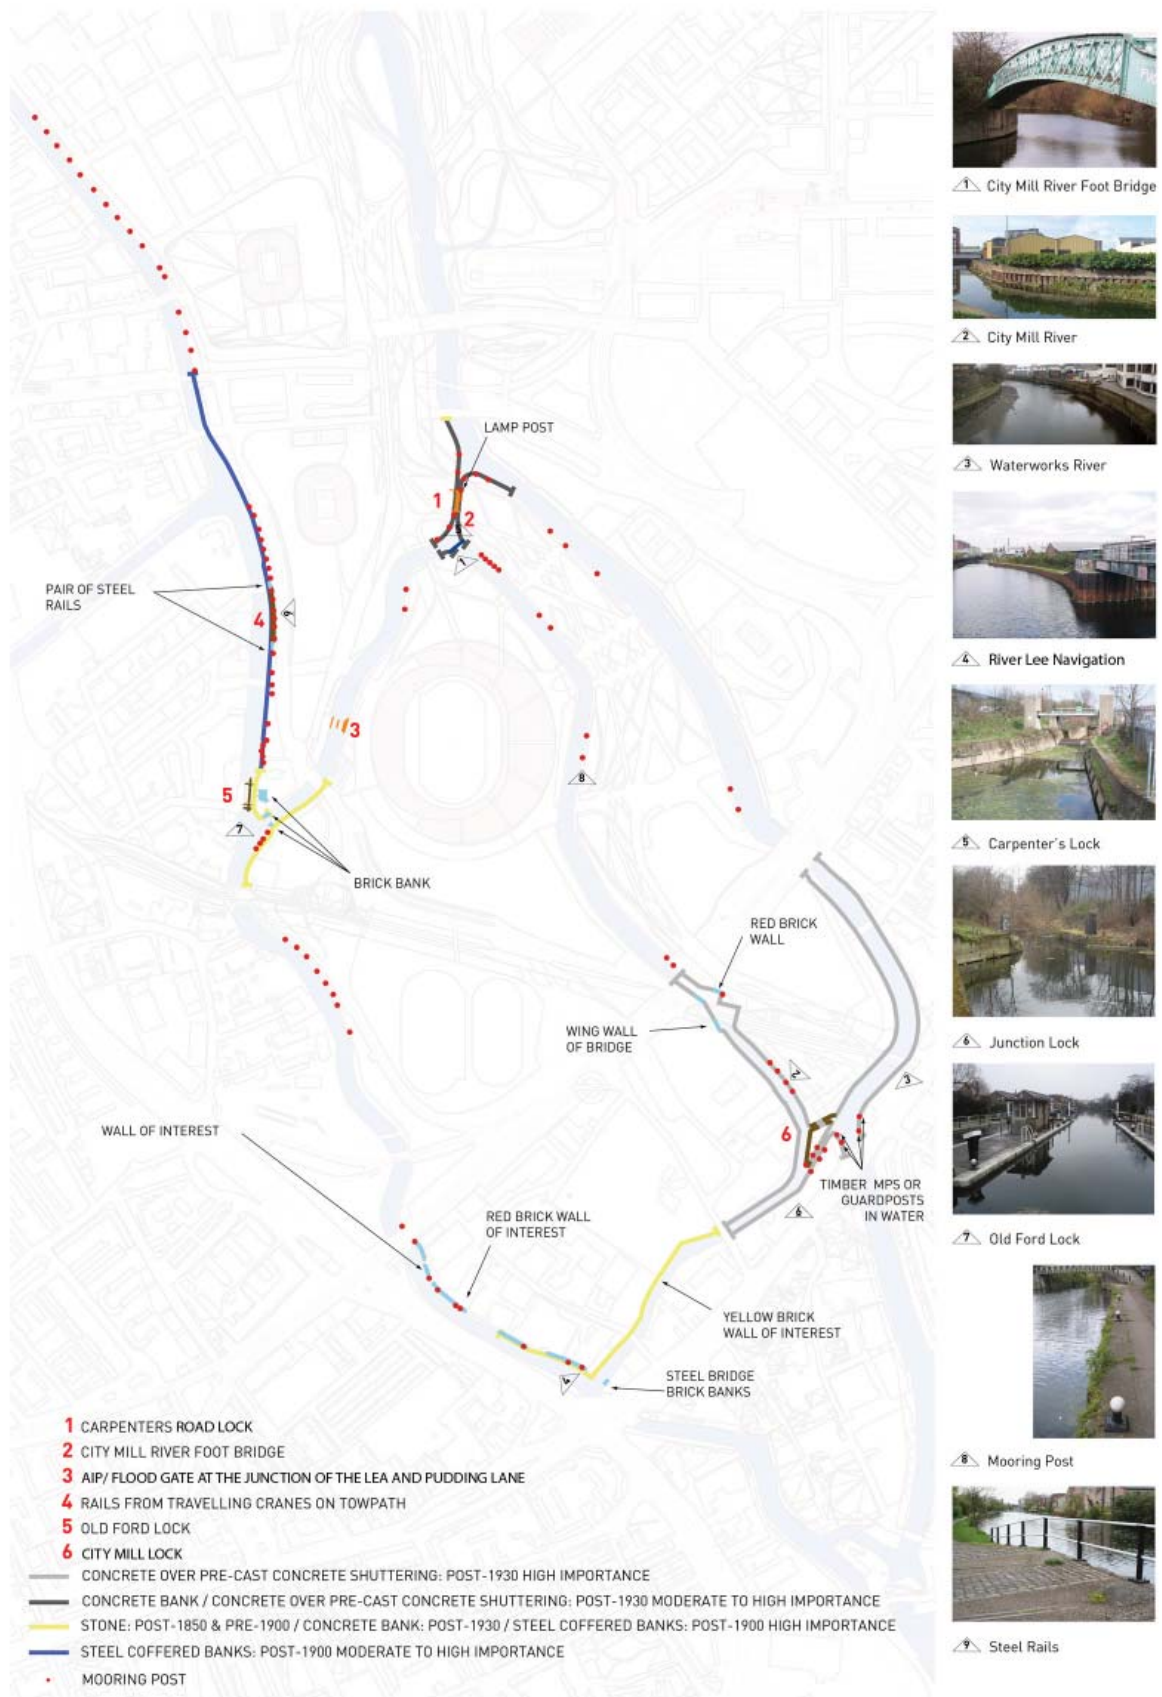 LAMP POST
1
2
1
PAIR OF STEEL
RAILS
4
9
3
8
5
7
BRICK BANK
RED BRICK
WALL
WING WALL
OF BRIDGE
2
3
WALL OF INTEREST
6
TIMBER MPS OR
GUARDPOSTS
IN WATER
6
RED BRICK WALL
OF INTEREST
YELLOW BRICK
WALL OF INTEREST
4
STEEL BRIDGE
BRICK BANKS
1 CARPENTERS ROAD LOCK
2 CITY MILL RIVER FOOT BRIDGE
3 AIP/ FLOOD GATE AT THE JUNCTION OF THE LEA AND PUDDING LANE
4 RAILS FROM TRAVELLING CRANES ON TOWPATH
5 OLD FORD LOCK
6 CITY MILL LOCK
CONCRETE OVER PRE-CAST CONCRETE SHUTTERING: POST-1930 HIGH IMPORTANCE
CONCRETE BANK / CONCRETE OVER PRE-CAST CONCRETE SHUTTERING: POST-1930 MODERATE TO HIGH IMPORTANCE
STONE: POST-1850 & PRE-1900 / CONCRETE BANK: POST-1930 / STEEL COFFERED BANKS: POST-1900 HIGH IMPORTANCE
STEEL COFFERED BANKS: POST-1900 MODERATE TO HIGH IMPORTANCE
MOORING POST
1 City Mill River Foot Bridge
2 City Mill River
3 Waterworks River
4 River Lee Navigation
5 Carpenter's Lock
6 Junction Lock
7 Old Ford Lock
8 Mooring Post
9 Steel Rails